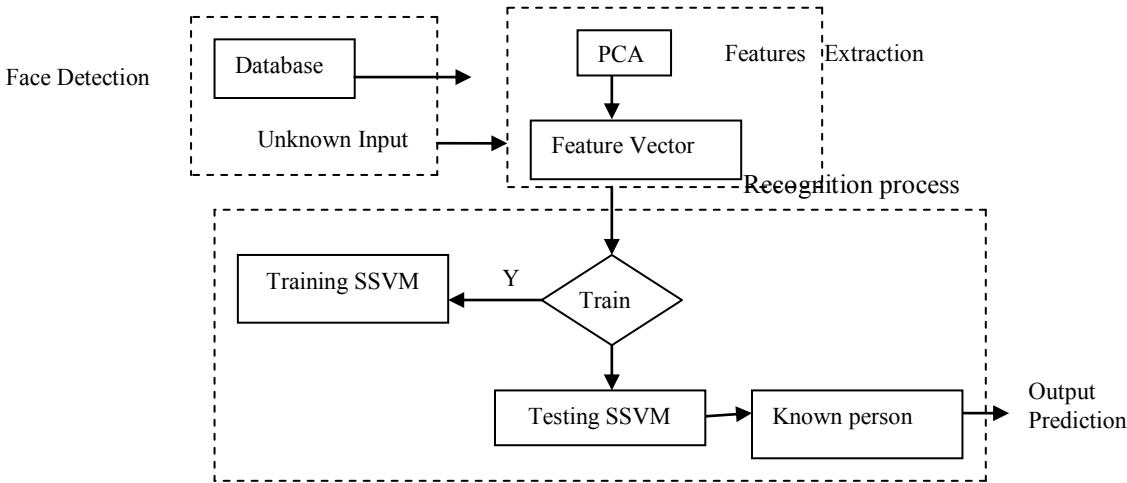 PCA
Features Extraction
Database
Face Detection
Unknown Input
Feature Vector
Recognition process
Training SSVM
Y
Train
Testing SSVM
Known person
Output
Prediction